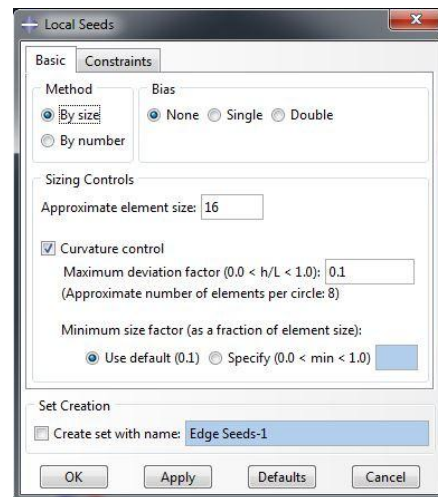 Local Seeds
Basic Constraints
Method Bias
By size None Single Double
By number
Sizing Controls
Approximate element size: 16
Curvature control
Maximum deviation factor (0.0 < h/L < 1.0): 0.1
(Approximate number of elements per circle: 8)
Minimum size factor (as a fraction of element size):
Use default (0.1) Specify (0.0 < min < 1.0)
Set Creation
Create set with name: Edge Seeds-1
OK Apply Defaults Cancel